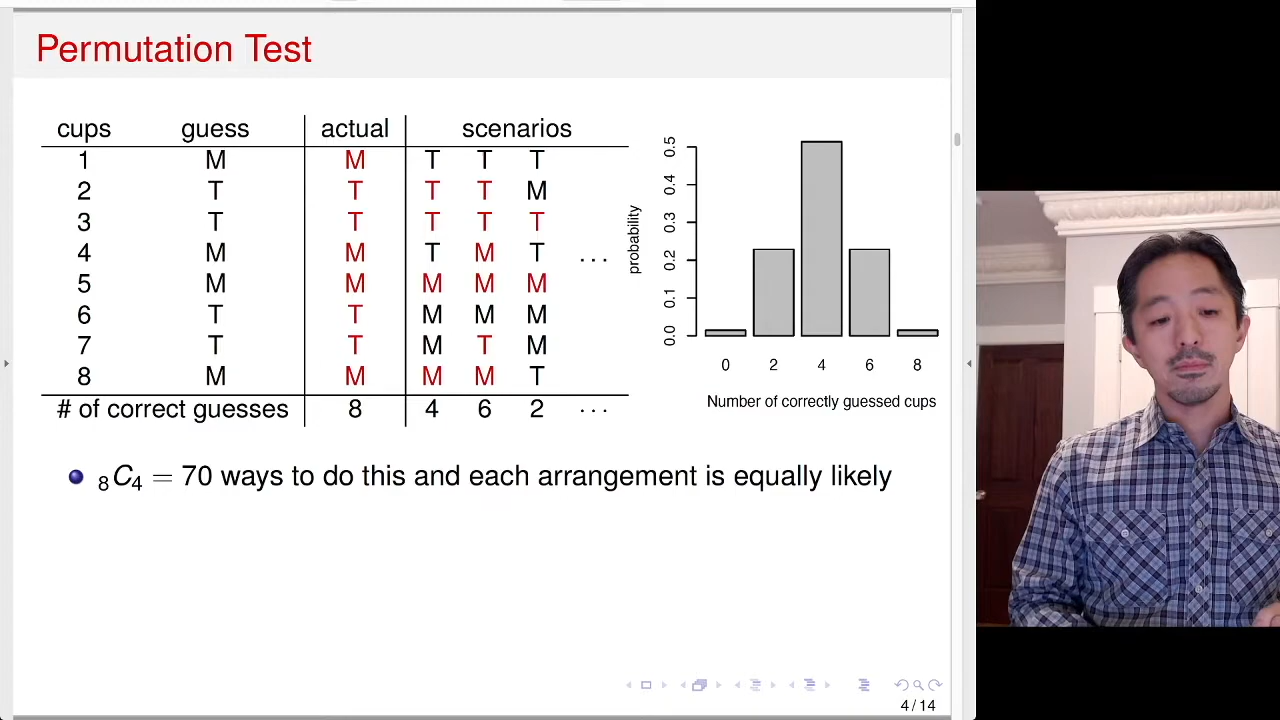 Permutation Test
cups guess actual scenarios
1 M M T T T
2 T T T T M
3 T T T T T
4 M M T M T ...
5 M M M M M
6 T T M M M
7 T T M T M
8 M M M M T
# of correct guesses 8 4 6 2 ...
probability
0.5
0.4
0.3
0.2
0.1
0.0
0 2 4 6 8
Number of correctly guessed cups
₈C₄ = 70 ways to do this and each arrangement is equally likely
4 / 14